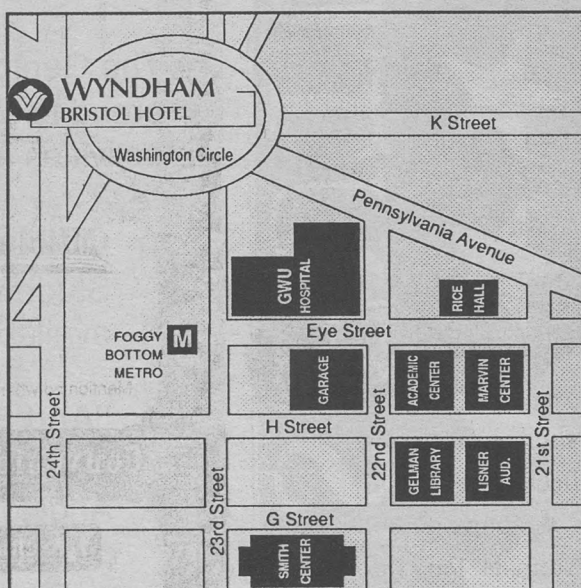 WYNDHAM
BRISTOL HOTEL
K Street
Washington Circle
Pennsylvania Avenue
GWU
HOSPITAL
RICE
HALL
Eye Street
FOGGY
BOTTOM
METRO
M
GARAGE
ACADEMIC
CENTER
MARVIN
CENTER
24th Street
H Street
22nd Street
21st Street
GELMAN
LIBRARY
LISNER
AUD.
23rd Street
G Street
SMITH
CENTER